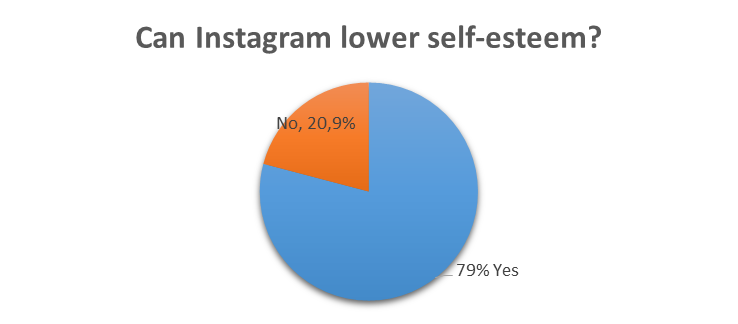 Can Instagram lower self-esteem?
No, 20,9%
79% Yes